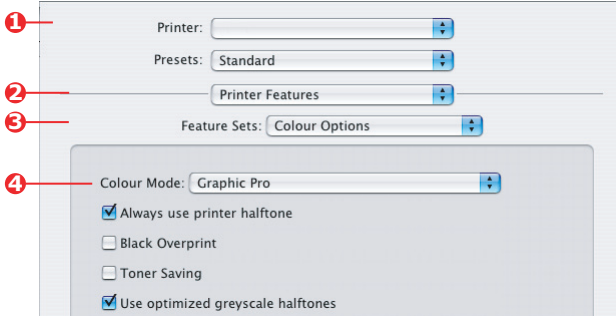 1 Printer:
Presets: Standard
2 Printer Features
3 Feature Sets: Colour Options
4 Colour Mode: Graphic Pro
Always use printer halftone
Black Overprint
Toner Saving
Use optimized greyscale halftones